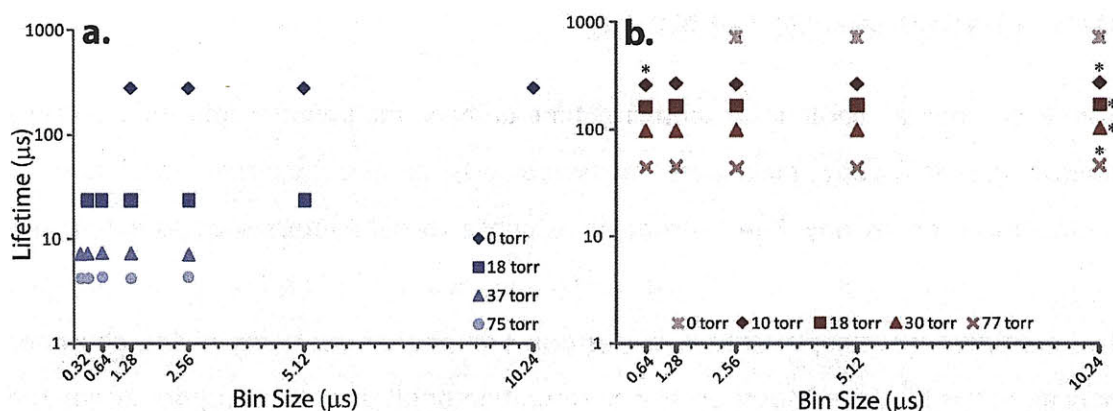 a.
1000
100
10
1
Lifetime (µs)
0 torr
18 torr
37 torr
75 torr
0.32
0.64
1.28
2.56
5.12
10.24
Bin Size (µs)
b.
1000
100
10
1
*
*
*
*
*
0 torr 10 torr 18 torr 30 torr 77 torr
0.64
1.28
2.56
5.12
10.24
Bin Size (µs)